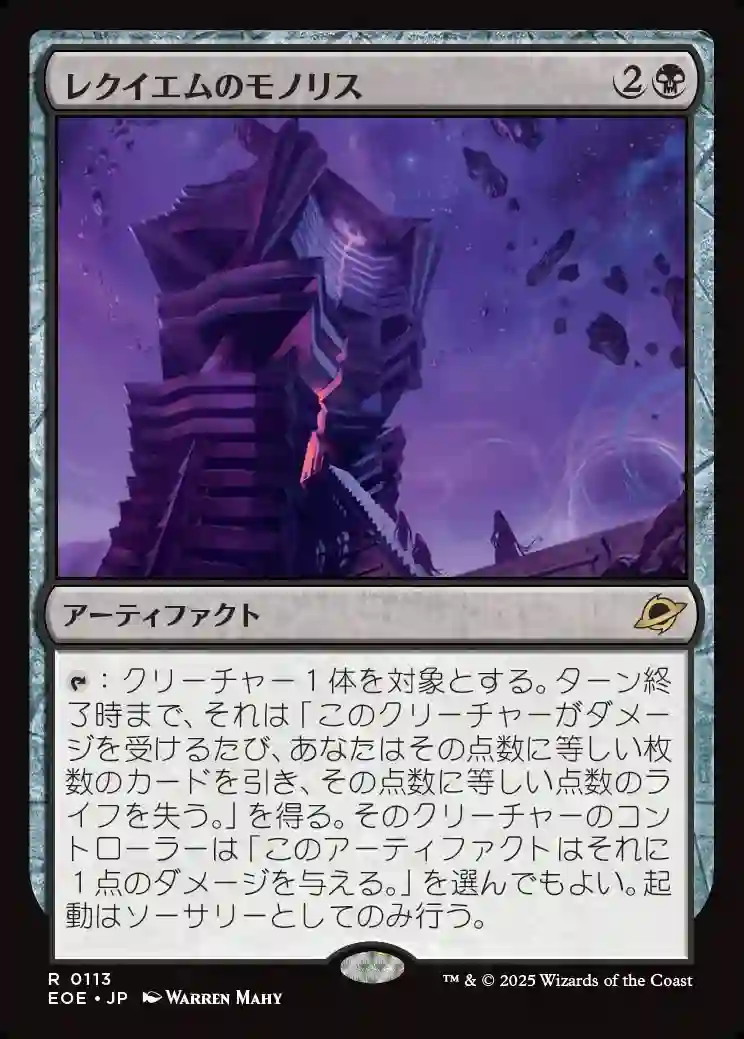 レクイエムのモノリス 2
アーティファクト
:クリーチャー1体を対象とする。ターン終
了時まで、それは「このクリーチャーがダメー
ジを受けるたび、あなたはその点数に等しい枚
数のカードを引き、その点数に等しい点数のラ
イフを失う。」を得る。そのクリーチャーのコン
トローラーは「このアーティファクトはそれに
1点のダメージを与える。」を選んでもよい。起
動はソーサリーとしてのみ行う。
R 0113
EOE • JP WARREN MAHY
™ & © 2025 Wizards of the Coast